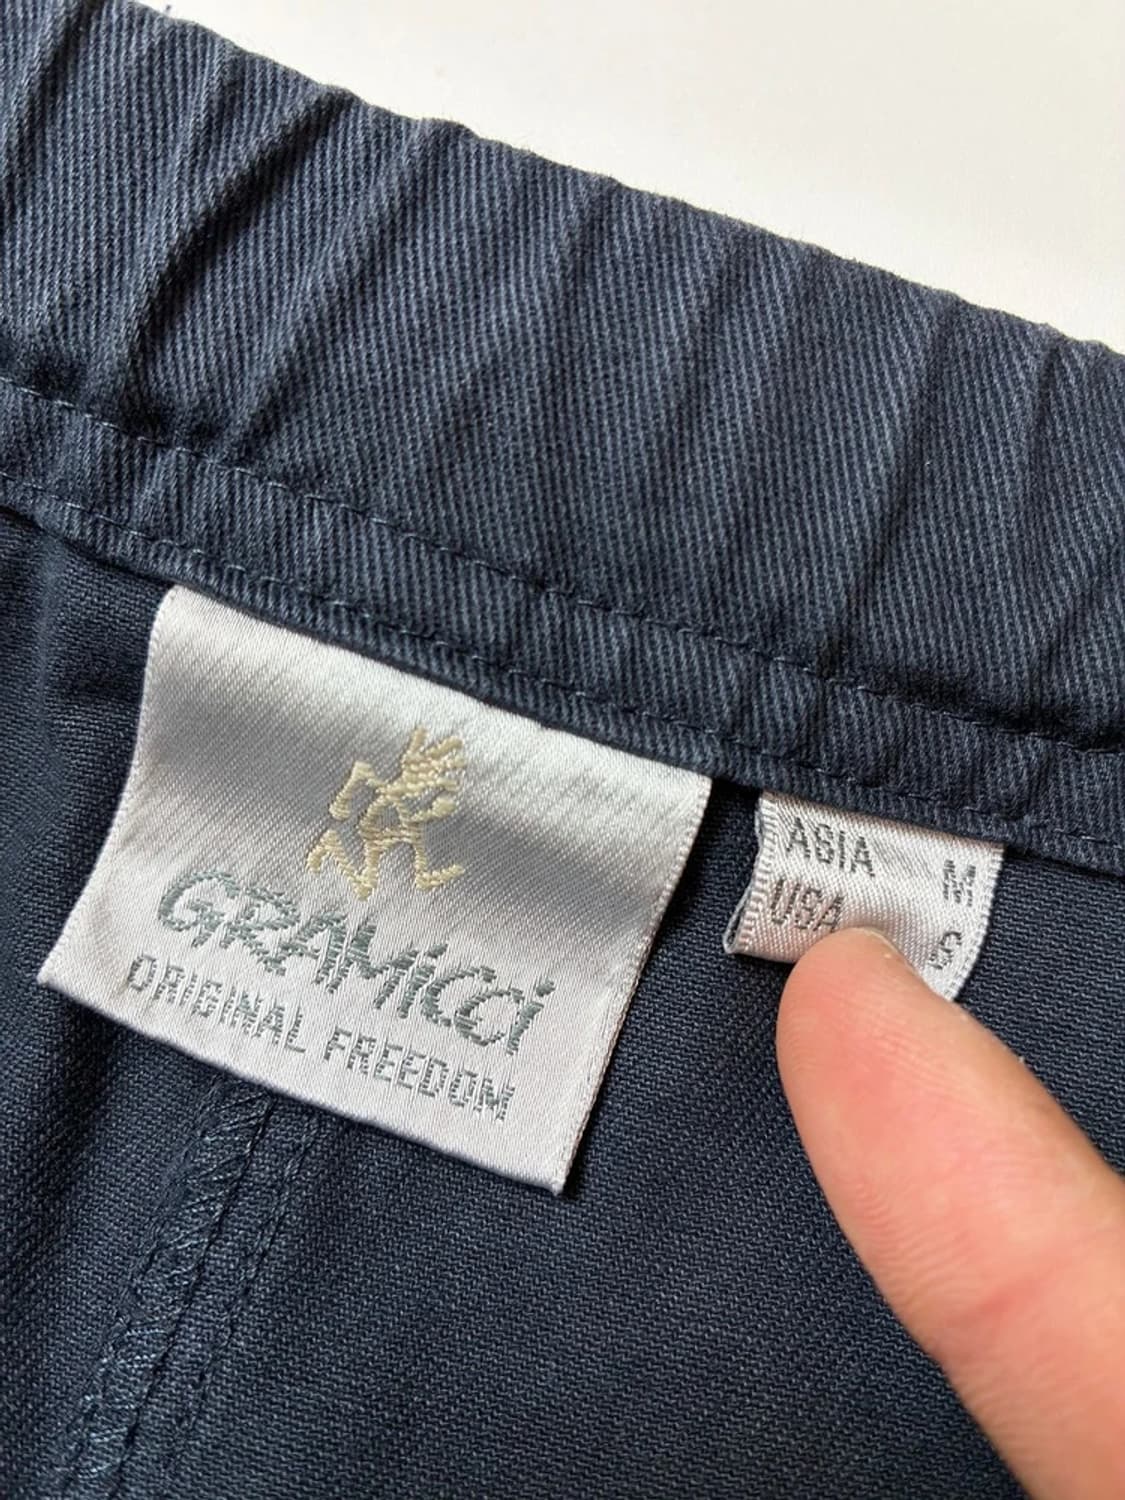 GRAMiCCi
ORIGINAL FREEDOM
ASIA M
USA S